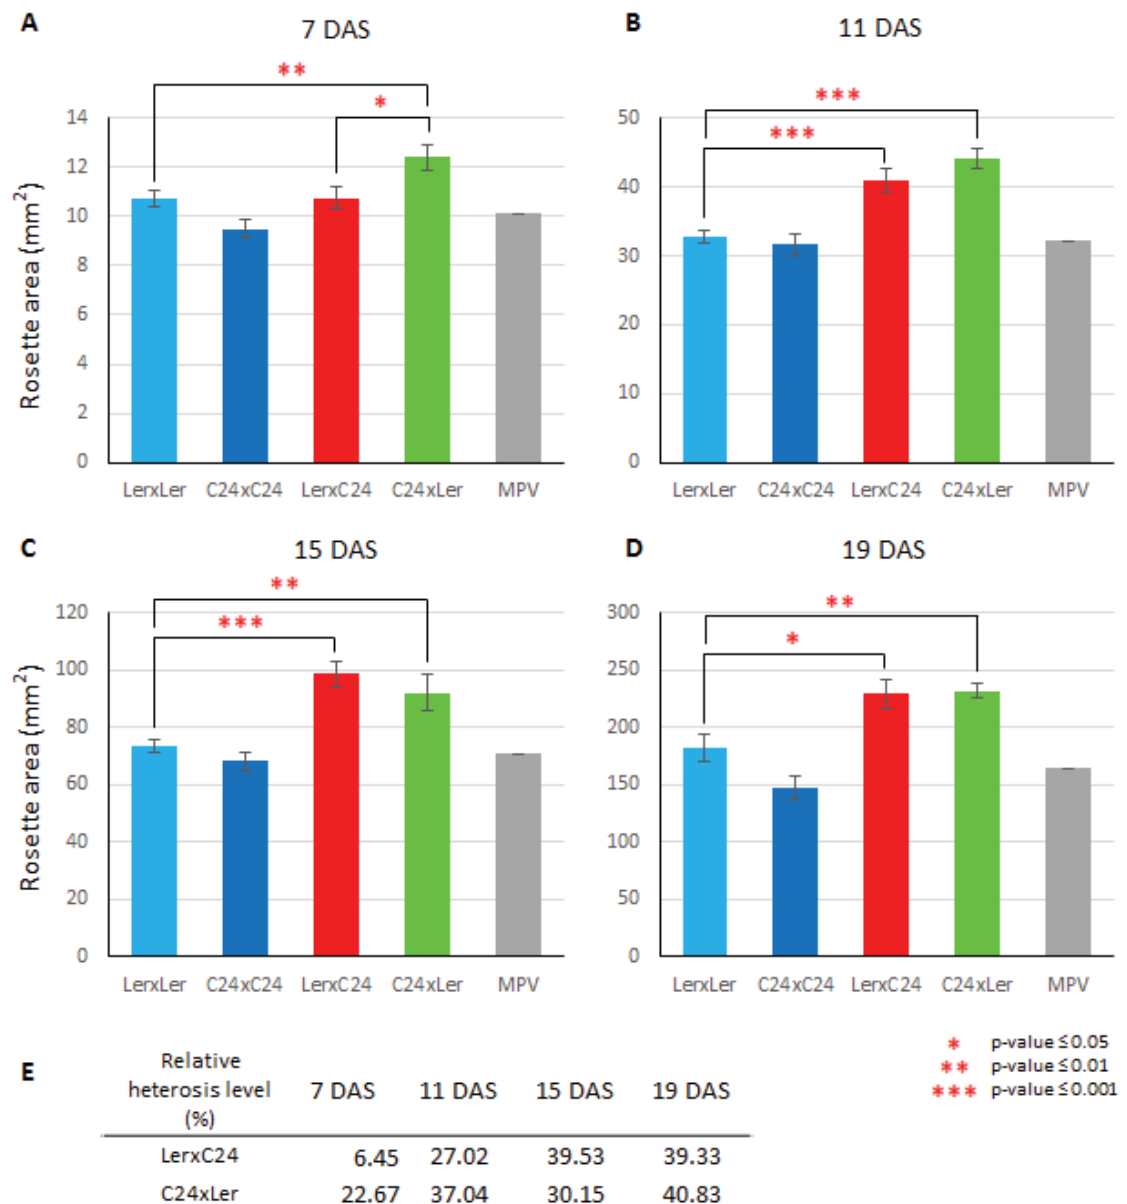 A
7 DAS
**
*
Rosette area (mm²)
14
12
10
8
6
4
2
0
LerxLer C24xC24 LerxC24 C24xLer MPV
B
11 DAS
***
***
50
40
30
20
10
0
LerxLer C24xC24 LerxC24 C24xLer MPV
C
15 DAS
**
***
Rosette area (mm²)
120
100
80
60
40
20
0
LerxLer C24xC24 LerxC24 C24xLer MPV
D
19 DAS
**
*
300
250
200
150
100
50
0
LerxLer C24xC24 LerxC24 C24xLer MPV
* p-value ≤ 0.05
** p-value ≤ 0.01
*** p-value ≤ 0.001
E
Relative
heterosis level
(%)
7 DAS 11 DAS 15 DAS 19 DAS
LerxC24 6.45 27.02 39.53 39.33
C24xLer 22.67 37.04 30.15 40.83